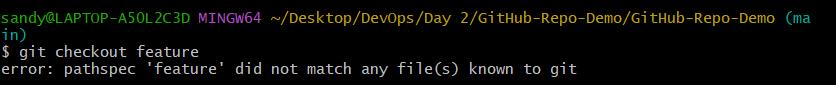 sandy@LAPTOP-A50L2C3D MINGW64 ~/Desktop/DevOps/Day 2/GitHub-Repo-Demo/GitHub-Repo-Demo (ma
in)
$ git checkout feature
error: pathspec 'feature' did not match any file(s) known to git